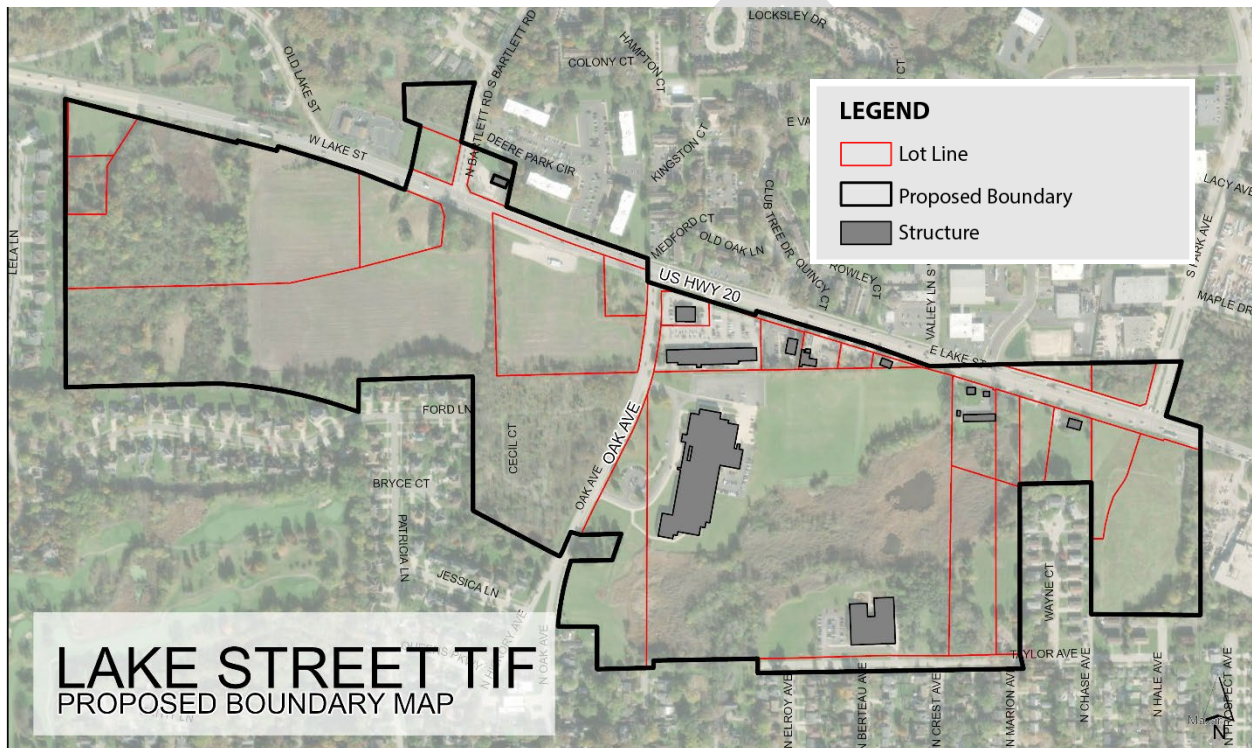 LOCKSLEY DR
OLD LAKE ST
N BARTLETT RD S BARTLETT RD
HAMPTON CT
COLONY CT
W LAKE ST
DEERE PARK CIR
KINGSTON CT
E VA
CT
LEGEND
Lot Line
Proposed Boundary
Structure
LACY AVE
S PARK AVE
MAPLE DR
LELA LN
MEDFORD CT
OLD OAK LN
CLUB TREE DR
QUINCY CT
ROWLEY CT
VALLEY LN S
US HWY 20
E LAKE ST
FORD LN
CECIL CT
OAK AVE
OAK AVE
BRYCE CT
PATRICIA LN
JESSICA LN
WAYNE CT
N OAK AVE
TAYLOR AVE
N ELROY AVE
N BERTEAU AVE
N CREST AVE
N MARION AVE
N CHASE AVE
N HALE AVE
N PROSPECT AVE
LAKE STREET TIF
PROPOSED BOUNDARY MAP
N